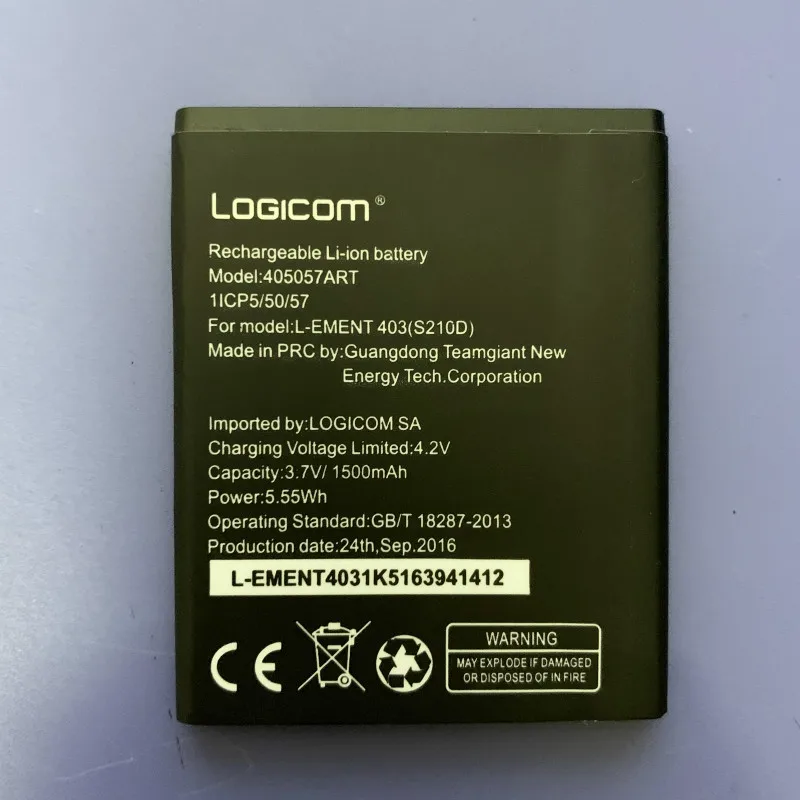 LOGICOM®
Rechargeable Li-ion battery
Model:405057ART
1ICP5/50/57
For model:L-EMENT 403(S210D)
Made in PRC by:Guangdong Teamgiant New
Energy Tech.Corporation
Imported by:LOGICOM SA
Charging Voltage Limited:4.2V
Capacity:3.7V/ 1500mAh
Power:5.55Wh
Operating Standard:GB/T 18287-2013
Production date:24th,Sep.2016
L-EMENT4031K5163941412
CE
WARNING
MAY EXPLODE IF DAMAGED
OR DISPOSED OF IN FIRE